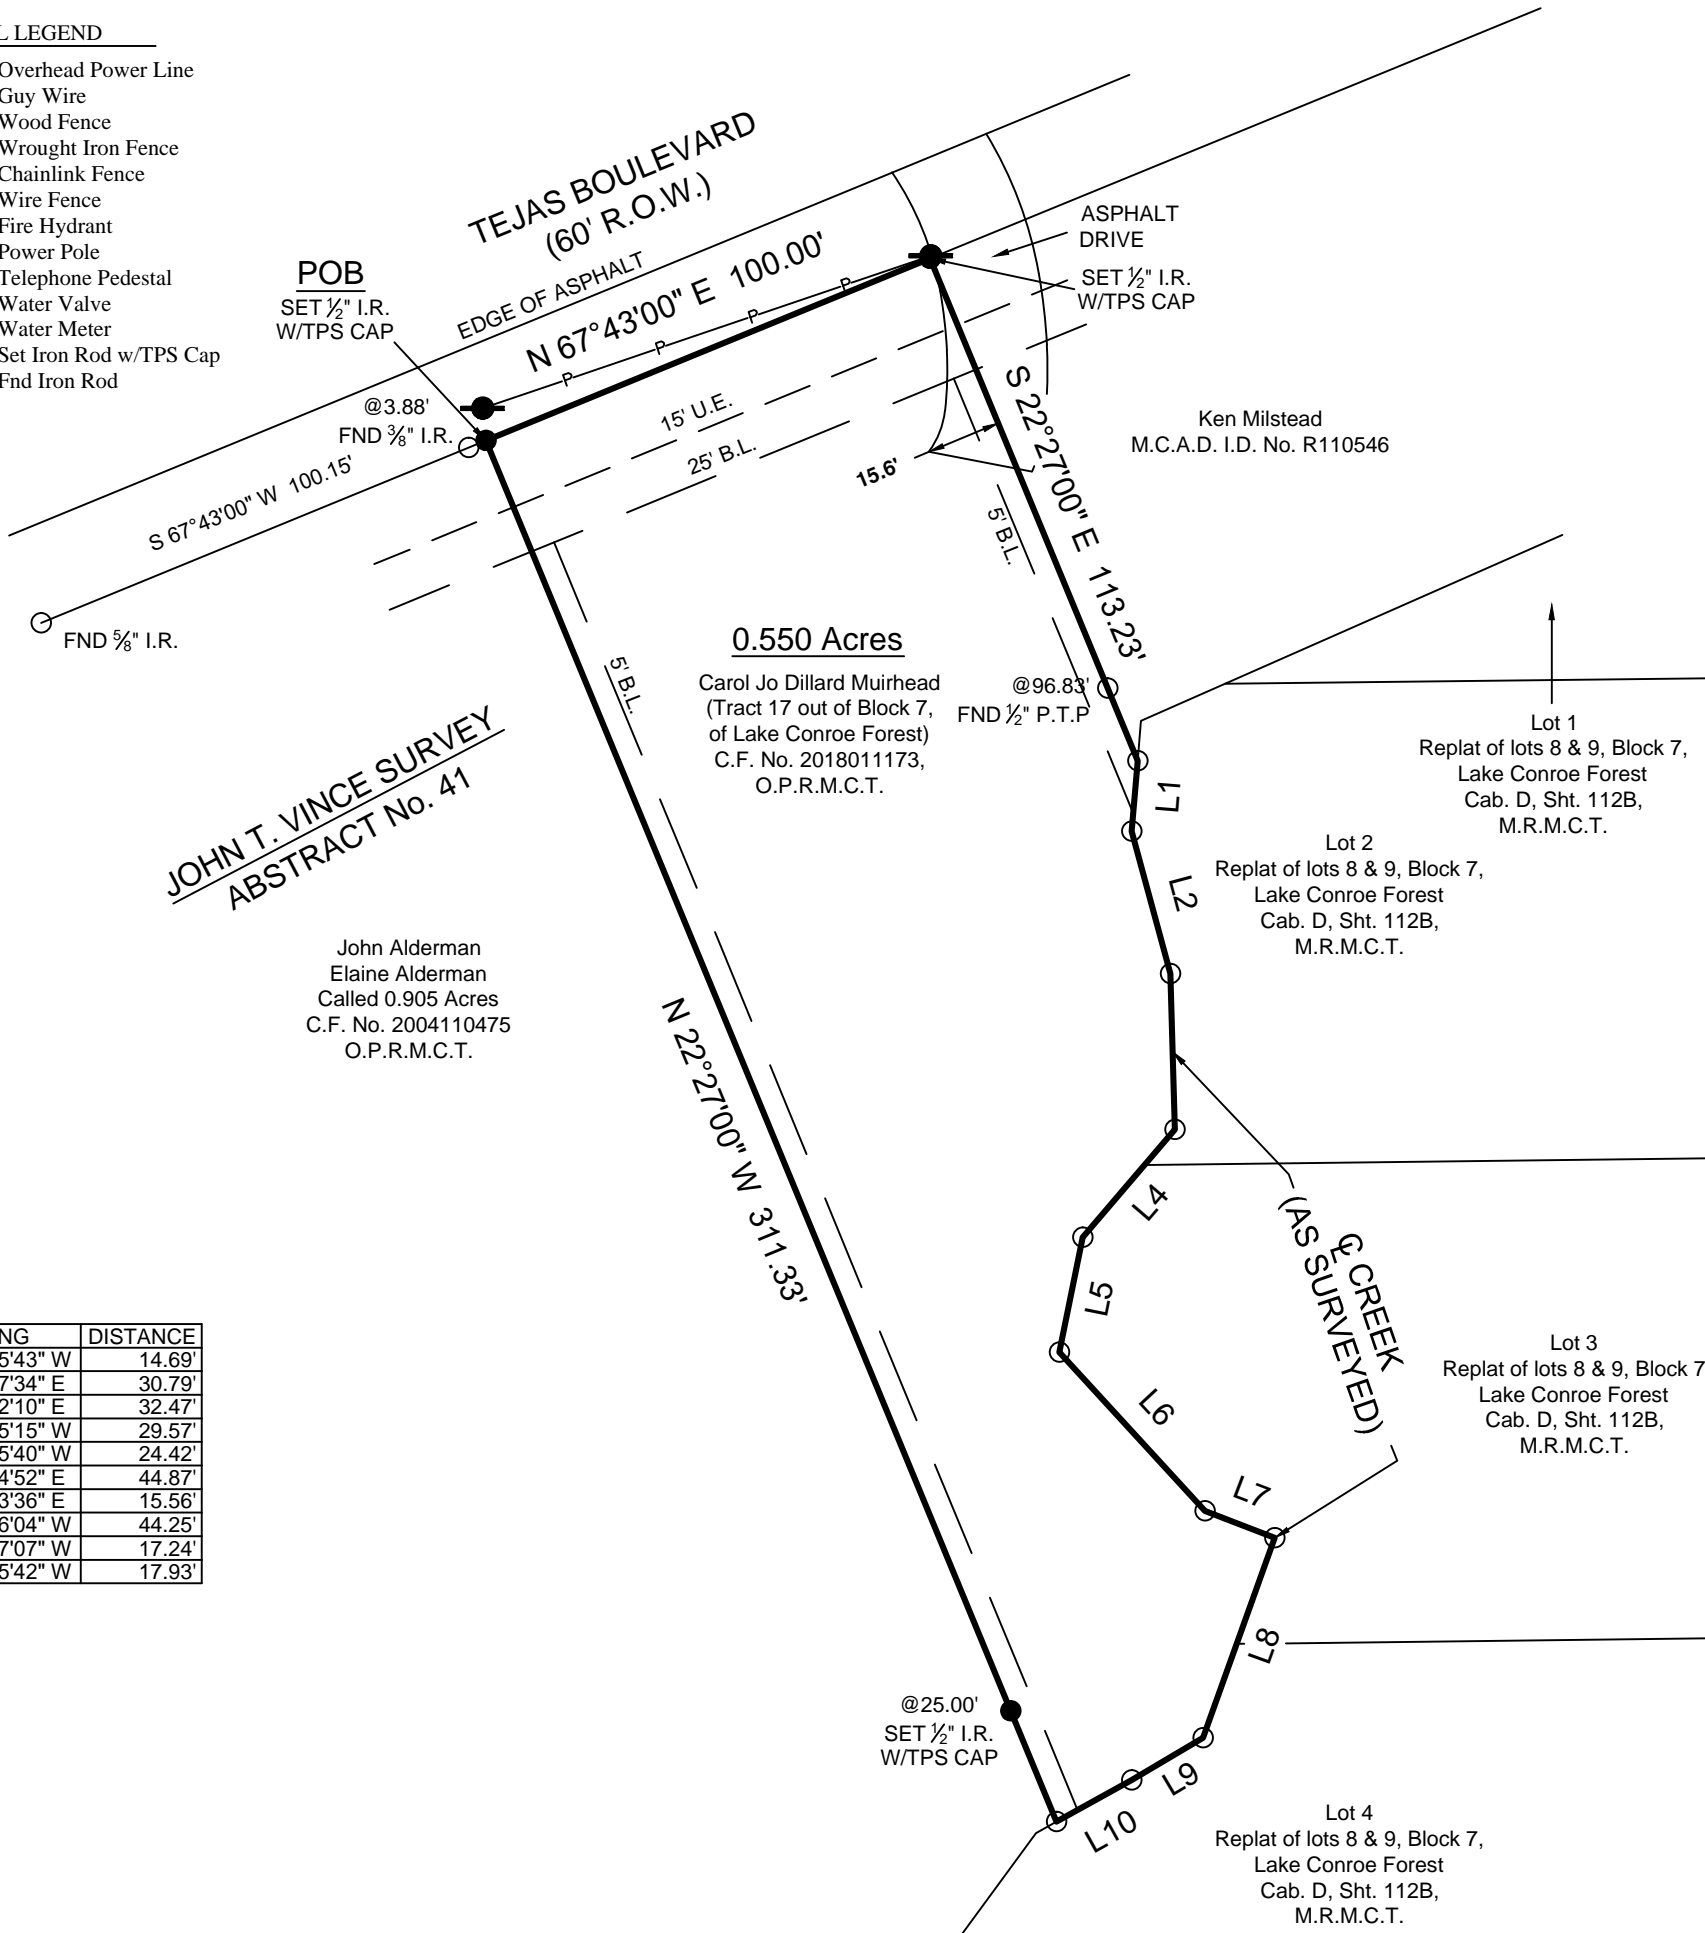 L LEGEND
Overhead Power Line
Guy Wire
Wood Fence
Wrought Iron Fence
Chainlink Fence
Wire Fence
Fire Hydrant
Power Pole
Telephone Pedestal
Water Valve
Water Meter
Set Iron Rod w/TPS Cap
Fnd Iron Rod
TEJAS BOULEVARD
(60' R.O.W.)
EDGE OF ASPHALT
POB
SET ½" I.R.
W/TPS CAP
N 67°43'00" E 100.00'
P P P P
ASPHALT
DRIVE
SET ½" I.R.
W/TPS CAP
@3.88'
FND ⅜" I.R.
S 67°43'00" W 100.15'
FND ⅝" I.R.
15' U.E.
25' B.L.
15.6'
5' B.L.
S 22°27'00" E 113.23'
Ken Milstead
M.C.A.D. I.D. No. R110546
5' B.L.
0.550 Acres
Carol Jo Dillard Muirhead
(Tract 17 out of Block 7,
of Lake Conroe Forest)
C.F. No. 2018011173,
O.P.R.M.C.T.
@96.83'
FND ½" P.T.P
Lot 1
Replat of lots 8 & 9, Block 7,
Lake Conroe Forest
Cab. D, Sht. 112B,
M.R.M.C.T.
JOHN T. VINCE SURVEY
ABSTRACT No. 41
L1
L2
Lot 2
Replat of lots 8 & 9, Block 7,
Lake Conroe Forest
Cab. D, Sht. 112B,
M.R.M.C.T.
John Alderman
Elaine Alderman
Called 0.905 Acres
C.F. No. 2004110475
O.P.R.M.C.T.
N 22°27'00" W 311.33'
L4
L5
L6
L7
℄ CREEK
(AS SURVEYED)
Lot 3
Replat of lots 8 & 9, Block 7
Lake Conroe Forest
Cab. D, Sht. 112B,
M.R.M.C.T.
NG DISTANCE
5'43" W 14.69'
7'34" E 30.79'
2'10" E 32.47'
5'15" W 29.57'
5'40" W 24.42'
4'52" E 44.87'
3'36" E 15.56'
6'04" W 44.25'
7'07" W 17.24'
5'42" W 17.93'
L8
@25.00'
SET ½" I.R.
W/TPS CAP
L9
L10
Lot 4
Replat of lots 8 & 9, Block 7,
Lake Conroe Forest
Cab. D, Sht. 112B,
M.R.M.C.T.